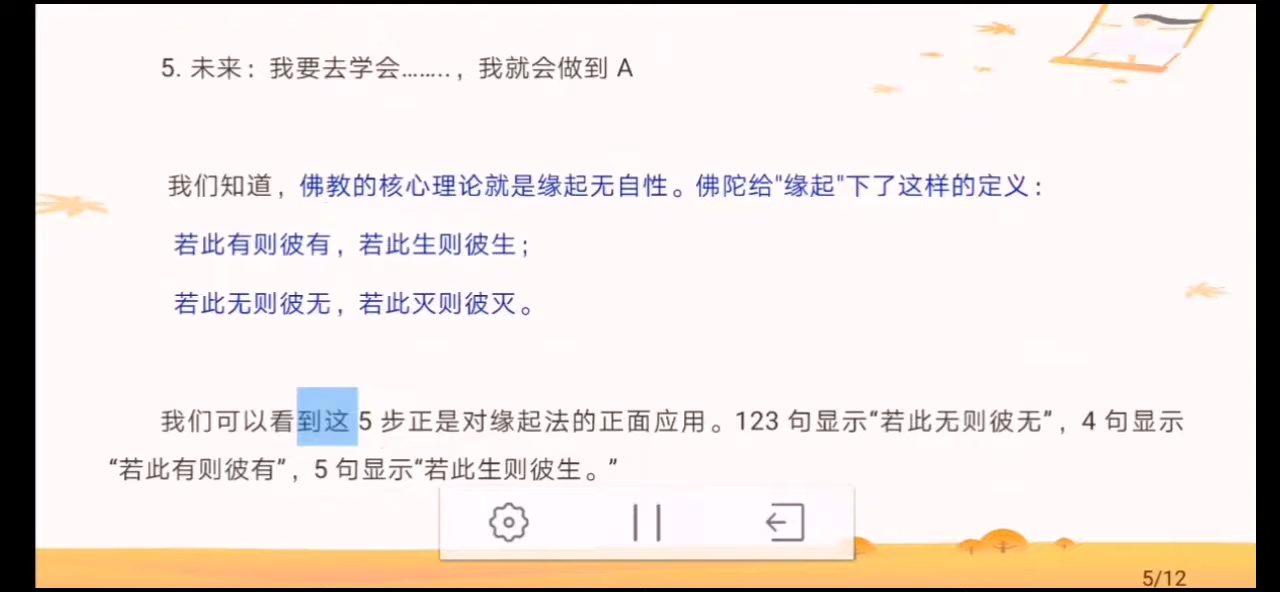 5. 未来：我要去学会……..，我就会做到 A
我们知道，佛教的核心理论就是缘起无自性。佛陀给"缘起"下了这样的定义：
若此有则彼有，若此生则彼生；
若此无则彼无，若此灭则彼灭。
我们可以看到这 5 步正是对缘起法的正面应用。123 句显示“若此无则彼无”，4 句显示
“若此有则彼有”，5 句显示“若此生则彼生。”
5/12